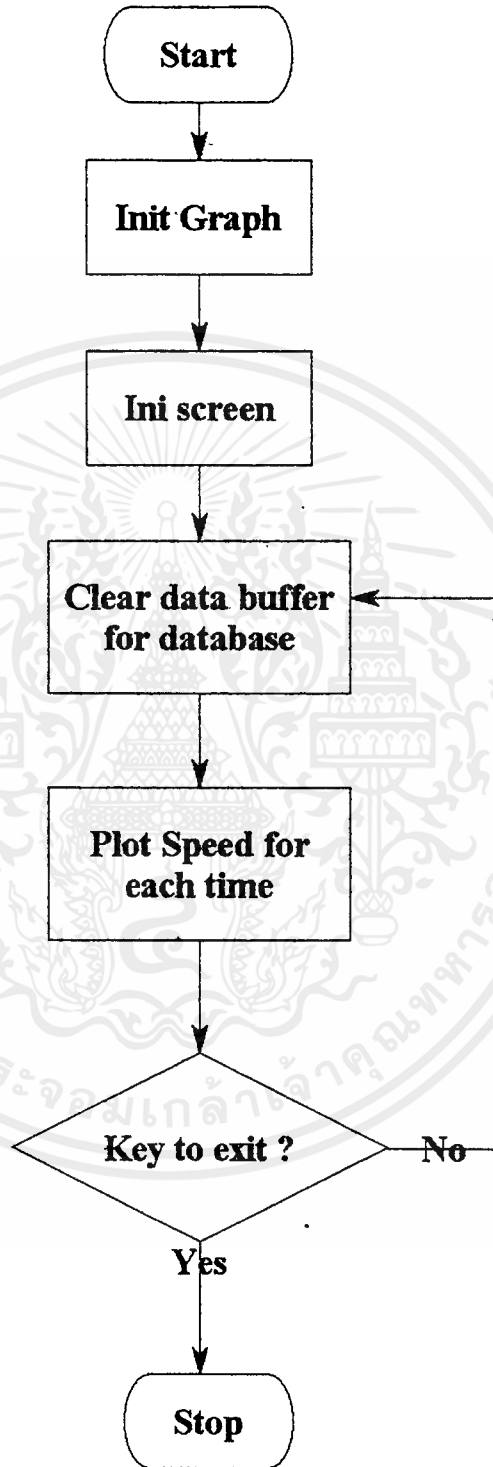 Start
Init Graph
Ini screen
Clear data buffer
for database
Plot Speed for
each time
Key to exit ?
No
Yes
Stop